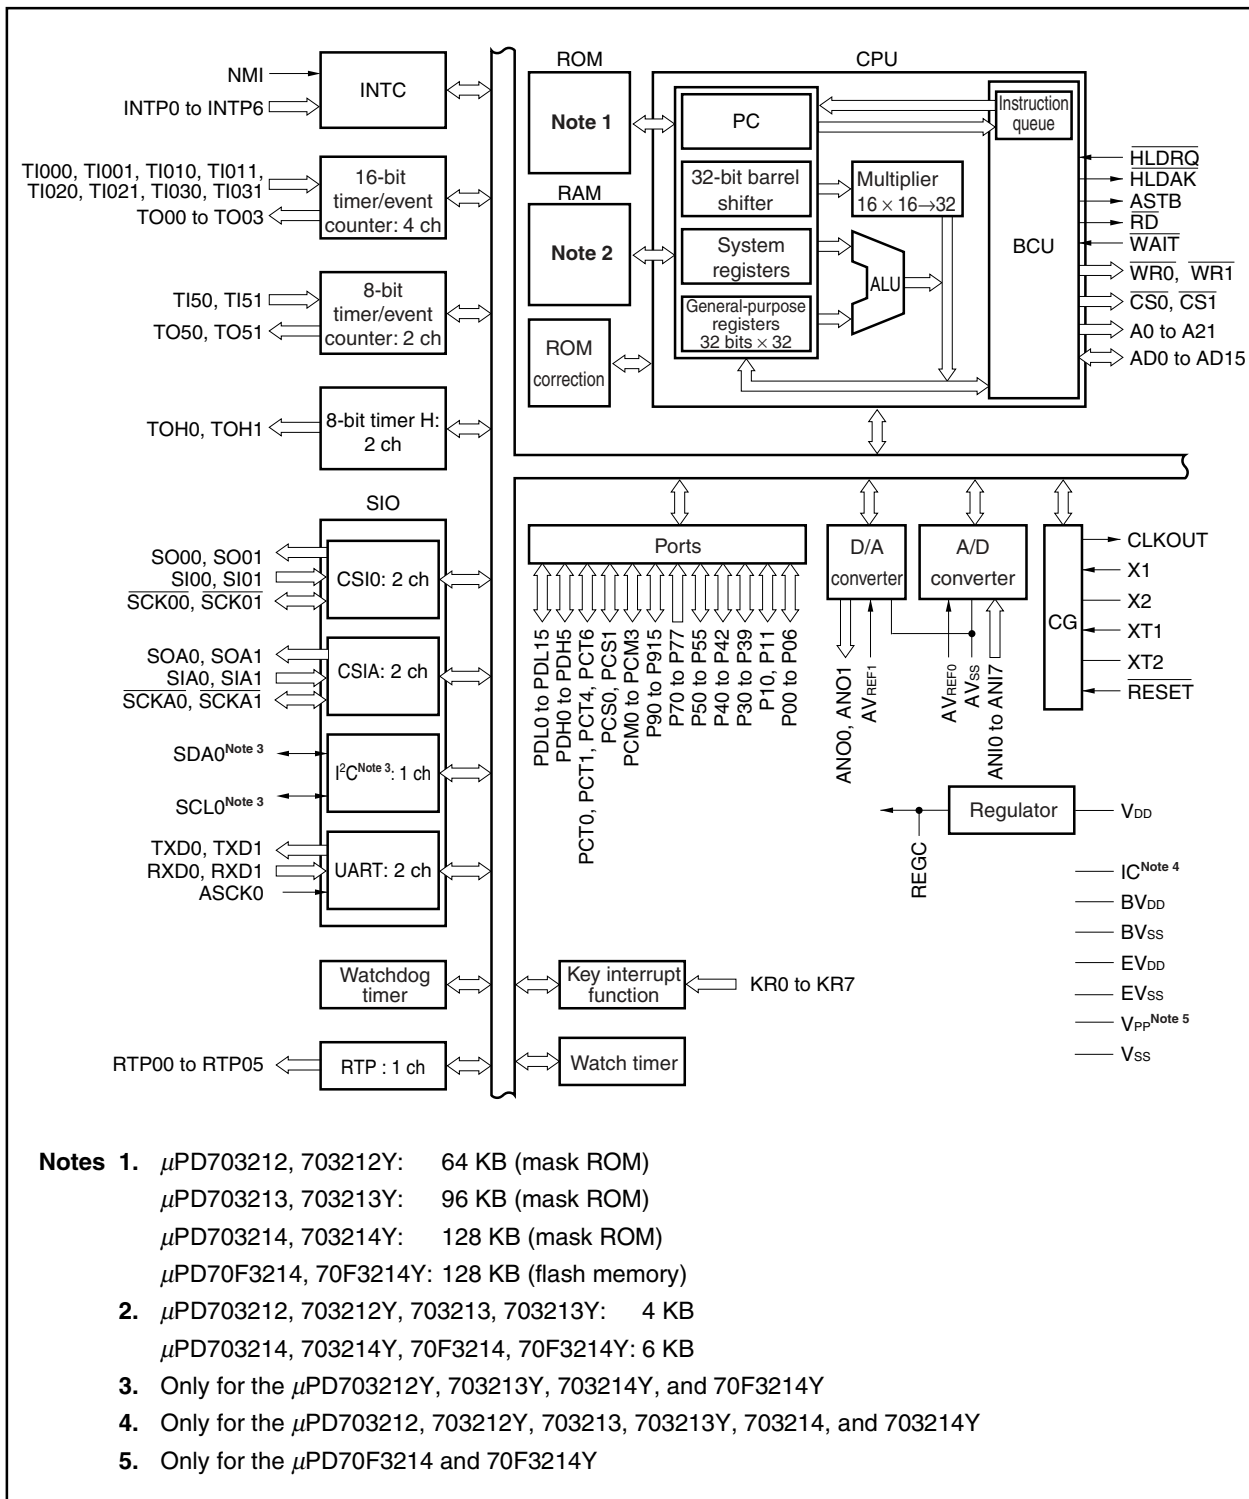 NMI
INTP0 to INTP6
INTC
TI000, TI001, TI010, TI011,
TI020, TI021, TI030, TI031
TO00 to TO03
16-bit
timer/event
counter: 4 ch
TI50, TI51
TO50, TO51
8-bit
timer/event
counter: 2 ch
TOH0, TOH1
8-bit timer H:
2 ch
SIO
SO00, SO01
SI00, SI01
S̅C̅K̅0̅0̅, S̅C̅K̅0̅1̅
CSI0: 2 ch
SOA0, SOA1
SIA0, SIA1
S̅C̅K̅A̅0̅, S̅C̅K̅A̅1̅
CSIA: 2 ch
SDA0Note 3
SCL0Note 3
I²CNote 3: 1 ch
TXD0, TXD1
RXD0, RXD1
ASCK0
UART: 2 ch
Watchdog
timer
RTP00 to RTP05
RTP : 1 ch
ROM
Note 1
RAM
Note 2
ROM
correction
CPU
PC
32-bit barrel
shifter
System
registers
General-purpose
registers
32 bits × 32
Multiplier
16 × 16→32
ALU
Instruction
queue
BCU
H̅L̅D̅R̅Q̅
H̅L̅D̅A̅K̅
ASTB
R̅D̅
W̅A̅I̅T̅
W̅R̅0̅, W̅R̅1̅
C̅S̅0̅, C̅S̅1̅
A0 to A21
AD0 to AD15
Ports
PDL0 to PDL15
PDH0 to PDH5
PCT0, PCT1, PCT4, PCT6
PCS0, PCS1
PCM0 to PCM3
P90 to P915
P70 to P77
P50 to P55
P40 to P42
P30 to P39
P10, P11
P00 to P06
D/A
converter
ANO0, ANO1
AVREF1
A/D
converter
AVREF0
AVSS
ANI0 to ANI7
CG
CLKOUT
X1
X2
XT1
XT2
R̅E̅S̅E̅T̅
Regulator
VDD
REGC
ICNote 4
BVDD
BVSS
EVDD
EVSS
VPPNote 5
VSS
Key interrupt
function
KR0 to KR7
Watch timer
Notes 1. μPD703212, 703212Y: 64 KB (mask ROM)
μPD703213, 703213Y: 96 KB (mask ROM)
μPD703214, 703214Y: 128 KB (mask ROM)
μPD70F3214, 70F3214Y: 128 KB (flash memory)
2. μPD703212, 703212Y, 703213, 703213Y: 4 KB
μPD703214, 703214Y, 70F3214, 70F3214Y: 6 KB
3. Only for the μPD703212Y, 703213Y, 703214Y, and 70F3214Y
4. Only for the μPD703212, 703212Y, 703213, 703213Y, 703214, and 703214Y
5. Only for the μPD70F3214 and 70F3214Y